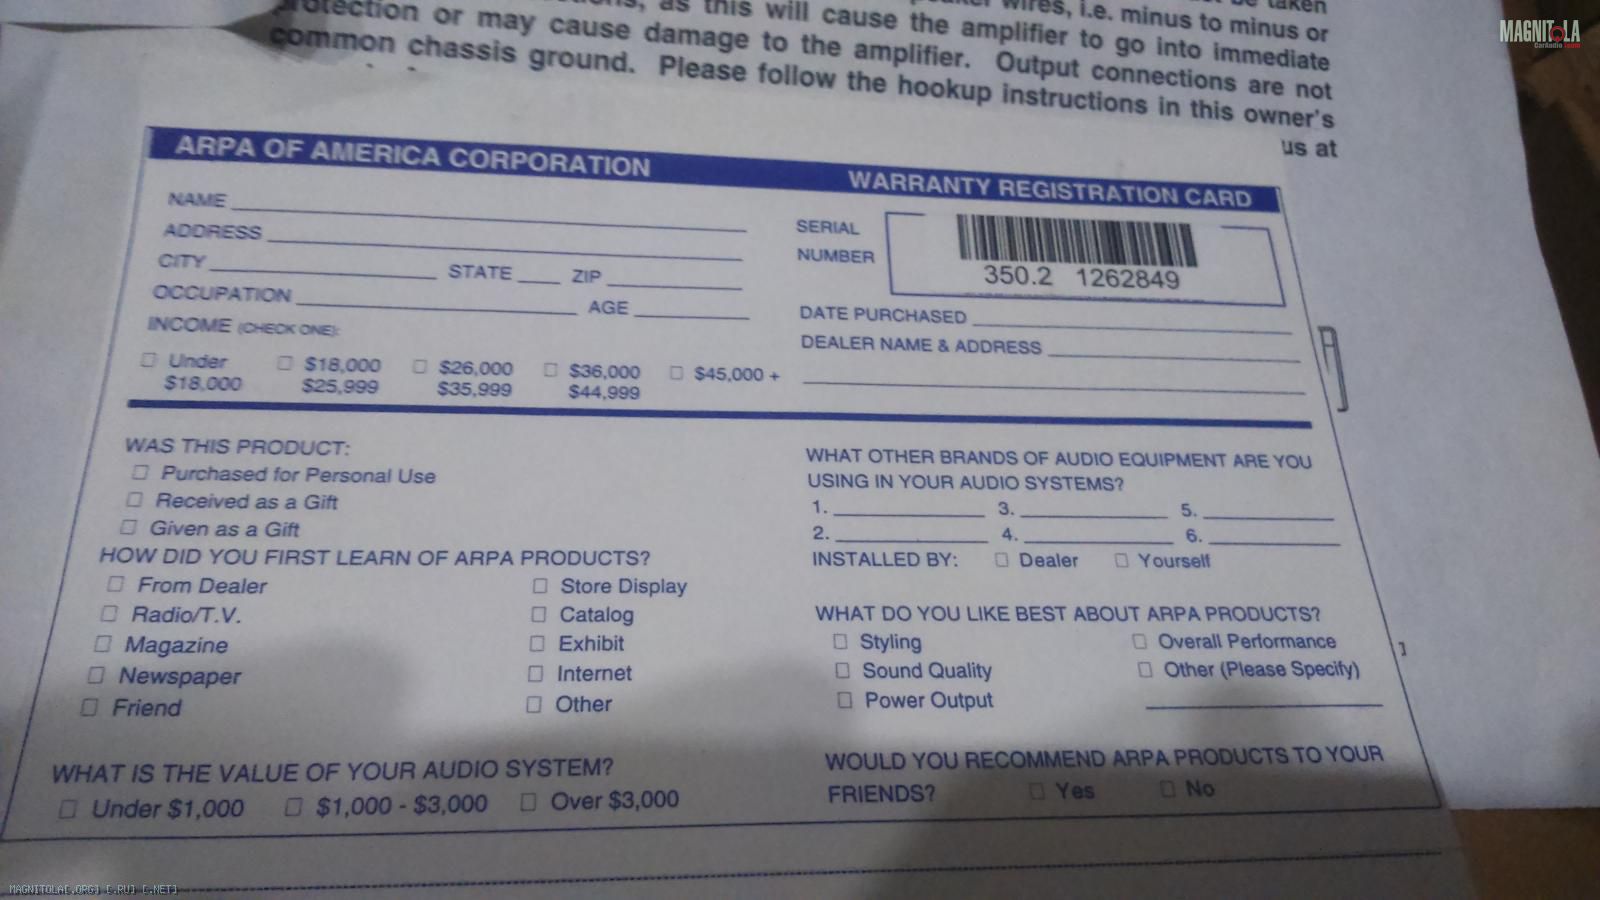 be taken
as this will cause the amplifier to go into immediate
wires, i.e. minus to minus or
protection or may cause damage to the amplifier. Output connections are not
common chassis ground. Please follow the hookup instructions in this owner's
us at
MAGNITOLA
CarAudio
ARPA OF AMERICA CORPORATION
WARRANTY REGISTRATION CARD
NAME
ADDRESS
CITY STATE ZIP
OCCUPATION AGE
INCOME (CHECK ONE):
Under $18,000
$18,000 $25,999
$26,000 $35,999
$36,000 $44,999
$45,000 +
SERIAL
NUMBER
350.2 1262849
DATE PURCHASED
DEALER NAME & ADDRESS
WAS THIS PRODUCT:
Purchased for Personal Use
Received as a Gift
Given as a Gift
HOW DID YOU FIRST LEARN OF ARPA PRODUCTS?
From Dealer
Radio/T.V.
Magazine
Newspaper
Friend
Store Display
Catalog
Exhibit
Internet
Other
WHAT IS THE VALUE OF YOUR AUDIO SYSTEM?
Under $1,000 $1,000 - $3,000 Over $3,000
WHAT OTHER BRANDS OF AUDIO EQUIPMENT ARE YOU
USING IN YOUR AUDIO SYSTEMS?
1. 3. 5.
2. 4. 6.
INSTALLED BY: Dealer Yourself
WHAT DO YOU LIKE BEST ABOUT ARPA PRODUCTS?
Styling
Sound Quality
Power Output
Overall Performance
Other (Please Specify)
WOULD YOU RECOMMEND ARPA PRODUCTS TO YOUR
FRIENDS? Yes No
MAGNITOLA[.ORG] [.RU] [.NET]